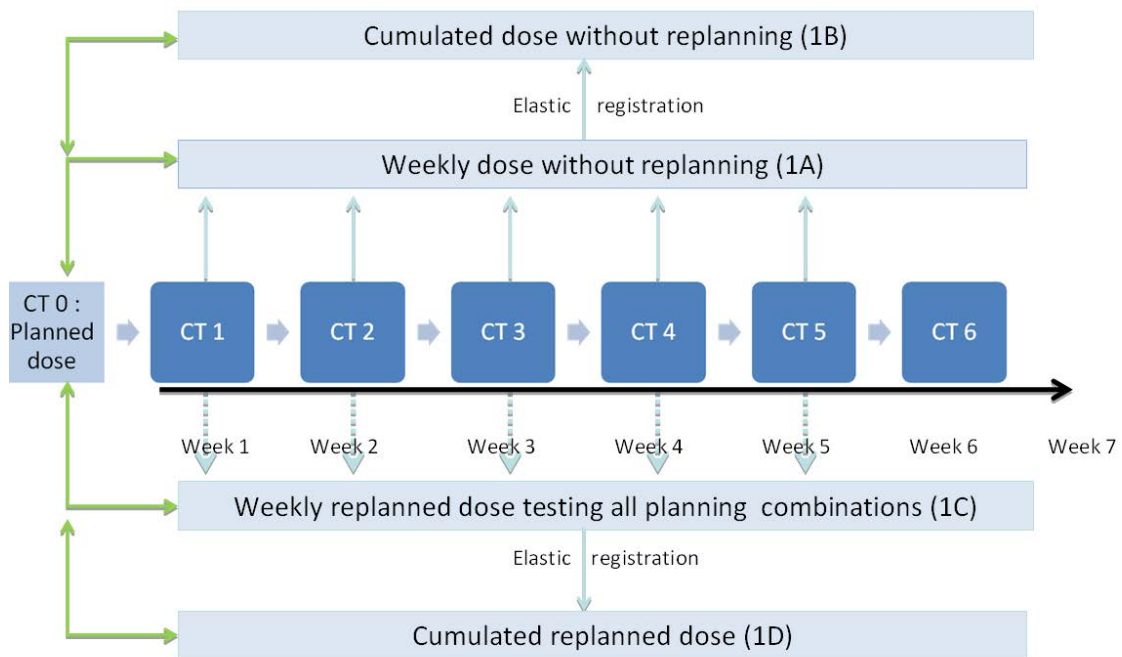 Cumulated dose without replanning (1B)
Elastic registration
Weekly dose without replanning (1A)
CT 0 :
Planned
dose
CT 1
CT 2
CT 3
CT 4
CT 5
CT 6
Week 1
Week 2
Week 3
Week 4
Week 5
Week 6
Week 7
Weekly replanned dose testing all planning combinations (1C)
Elastic registration
Cumulated replanned dose (1D)